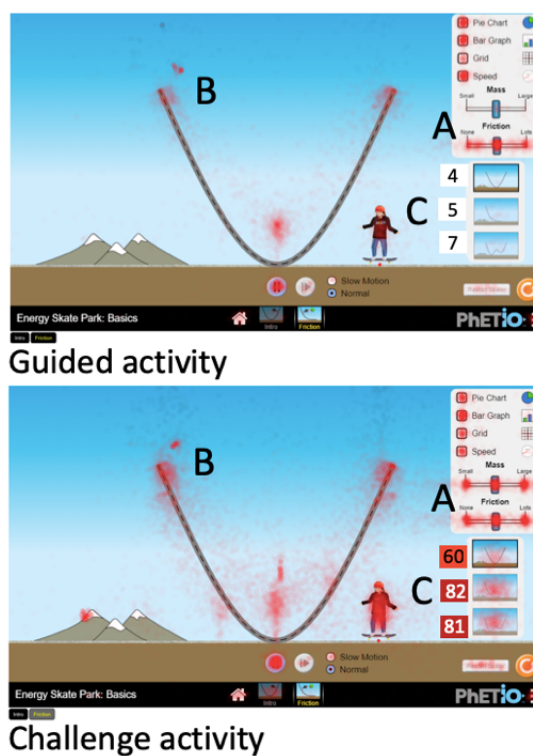 Pie Chart
Bar Graph
Grid
Speed
Mass
Small Large
Friction
None Lots
A
B
C
4
5
7
Slow Motion
Normal
Energy Skate Park: Basics
Intro
Friction
PhETiO
Intro Friction
Guided activity
Pie Chart
Bar Graph
Grid
Speed
Mass
Small Large
Friction
None Lots
A
B
C
60
82
81
Slow Motion
Normal
Energy Skate Park: Basics
Intro
Friction
PhETiO
Intro Friction
Challenge activity